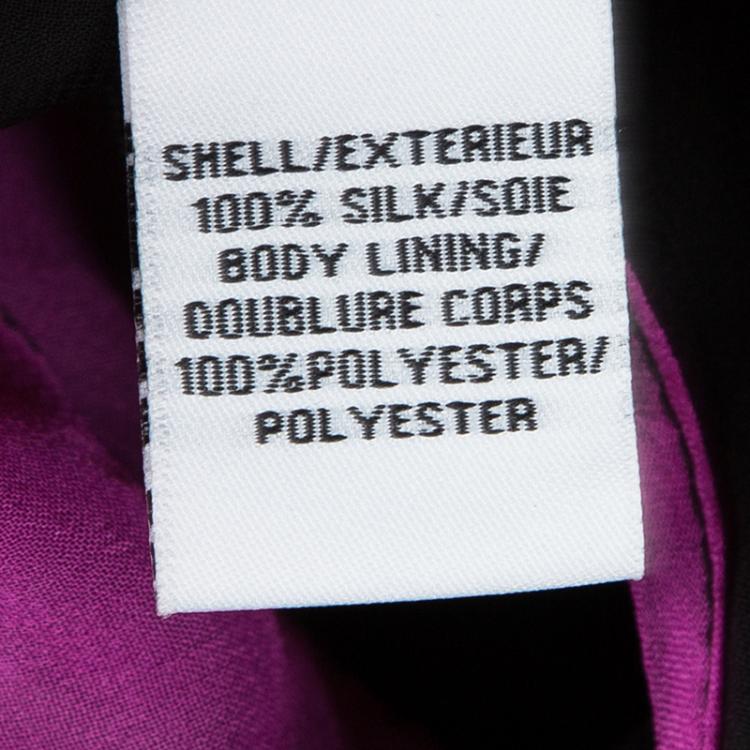 SHELL/EXTERIEUR
100% SILK/SOIE
BODY LINING/
DOUBLURE CORPS
100%POLYESTER/
POLYESTER